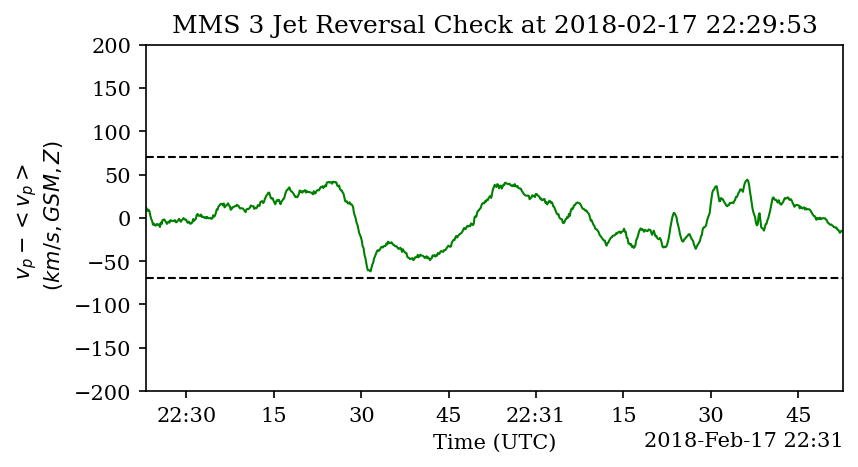 MMS 3 Jet Reversal Check at 2018-02-17 22:29:53
200
150
100
50
0
−50
−100
−150
−200
v_p − < v_p >
(km/s, GSM, Z)
22:30 15 30 45 22:31 15 30 45
Time (UTC)
2018-Feb-17 22:31